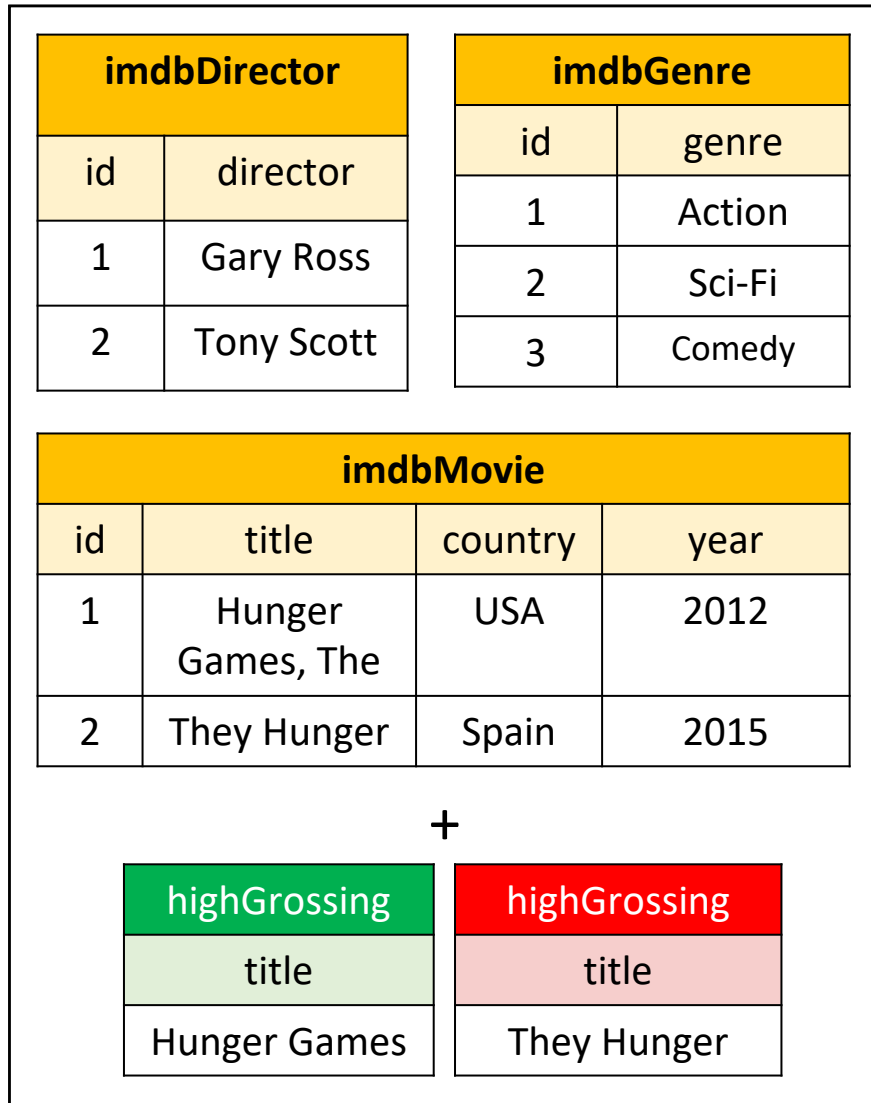 imdbDirector
id director
1 Gary Ross
2 Tony Scott
imdbGenre
id genre
1 Action
2 Sci-Fi
3 Comedy
imdbMovie
id title country year
1 Hunger USA 2012
Games, The
2 They Hunger Spain 2015
+
highGrossing
title
Hunger Games
highGrossing
title
They Hunger